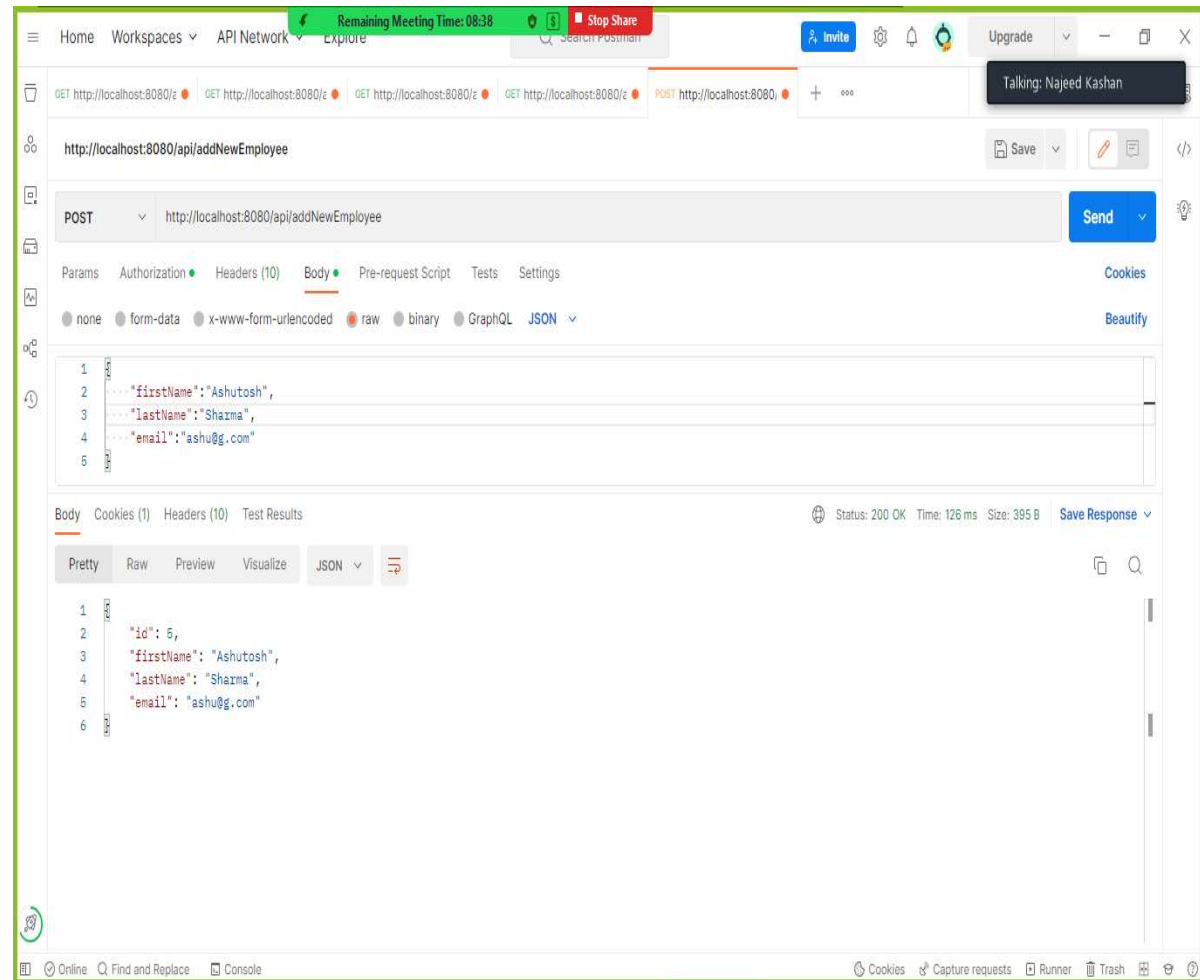 Remaining Meeting Time: 08:38 $ Stop Share
Home Workspaces API Network Explore Search Postman Invite Upgrade
Talking: Najeed Kashan
GET http://localhost:8080/a GET http://localhost:8080/a GET http://localhost:8080/a GET http://localhost:8080/a POST http://localhost:8080/ + ooo
http://localhost:8080/api/addNewEmployee Save </>
POST http://localhost:8080/api/addNewEmployee Send
Params Authorization Headers (10) Body Pre-request Script Tests Settings Cookies
none form-data x-www-form-urlencoded raw binary GraphQL JSON Beautify
1 {
2 "firstName":"Ashutosh",
3 "lastName":"Sharma",
4 "email":"ashu@g.com"
5 }
Body Cookies (1) Headers (10) Test Results Status: 200 OK Time: 126 ms Size: 395 B Save Response
Pretty Raw Preview Visualize JSON
1 {
2 "id": 5,
3 "firstName": "Ashutosh",
4 "lastName": "Sharma",
5 "email": "ashu@g.com"
6 }
Online Find and Replace Console Cookies Capture requests Runner Trash